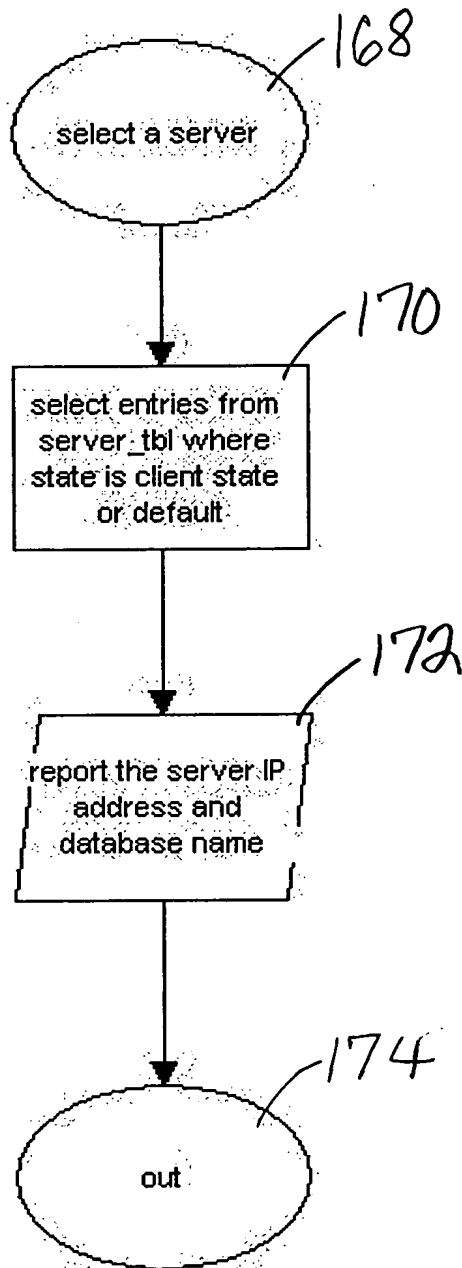 168
select a server
170
select entries from
server_tbl where
state is client state
or default
172
report the server IP
address and
database name
174
out